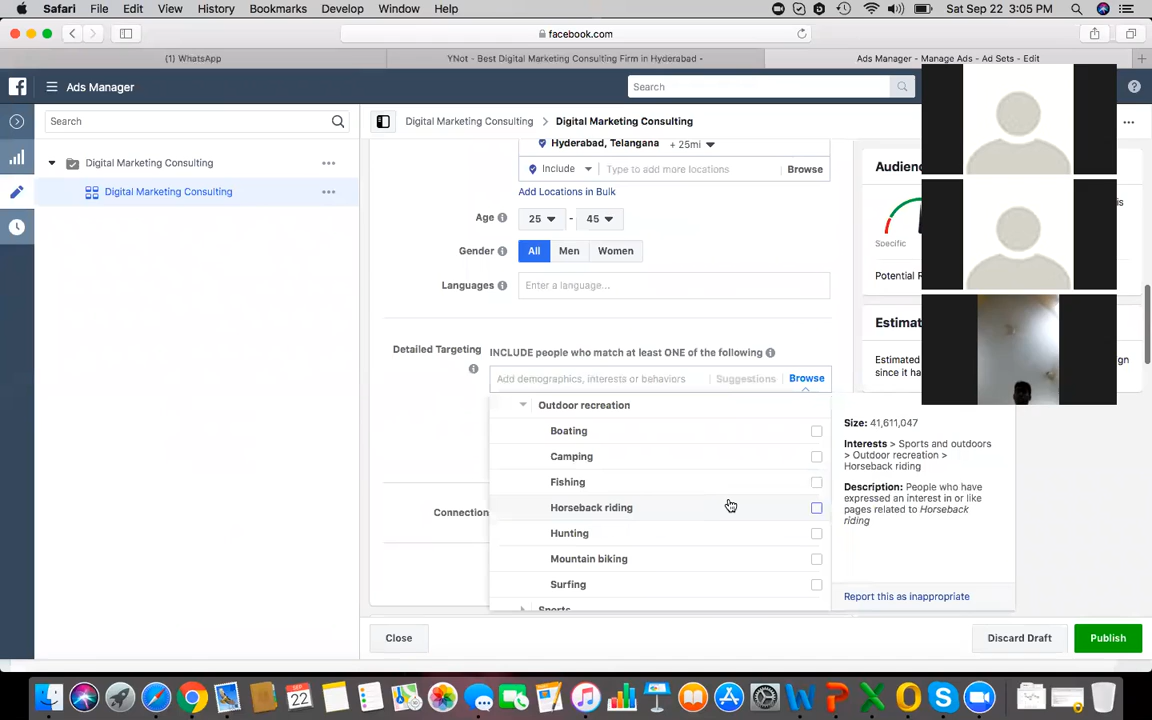 Safari File Edit View History Bookmarks Develop Window Help Sat Sep 22 3:05 PM
facebook.com
(1) WhatsApp
YNot - Best Digital Marketing Consulting Firm in Hyderabad -
Ads Manager - Manage Ads - Ad Sets - Edit
Ads Manager
Search
Search
Digital Marketing Consulting
Digital Marketing Consulting
Digital Marketing Consulting > Digital Marketing Consulting
Hyderabad, Telangana + 25mi
Include Type to add more locations Browse
Add Locations in Bulk
Age 25 - 45
Gender All Men Women
Languages Enter a language...
Detailed Targeting INCLUDE people who match at least ONE of the following
Add demographics, interests or behaviors Suggestions Browse
Outdoor recreation
Boating
Camping
Fishing
Horseback riding
Hunting
Mountain biking
Surfing
Sports
Connection
Size: 41,611,047
Interests > Sports and outdoors
> Outdoor recreation >
Horseback riding
Description: People who have
expressed an interest in or like
pages related to Horseback
riding
Report this as inappropriate
Specific
Potential R
Estimated
since it ha
Close
Discard Draft
Publish
22